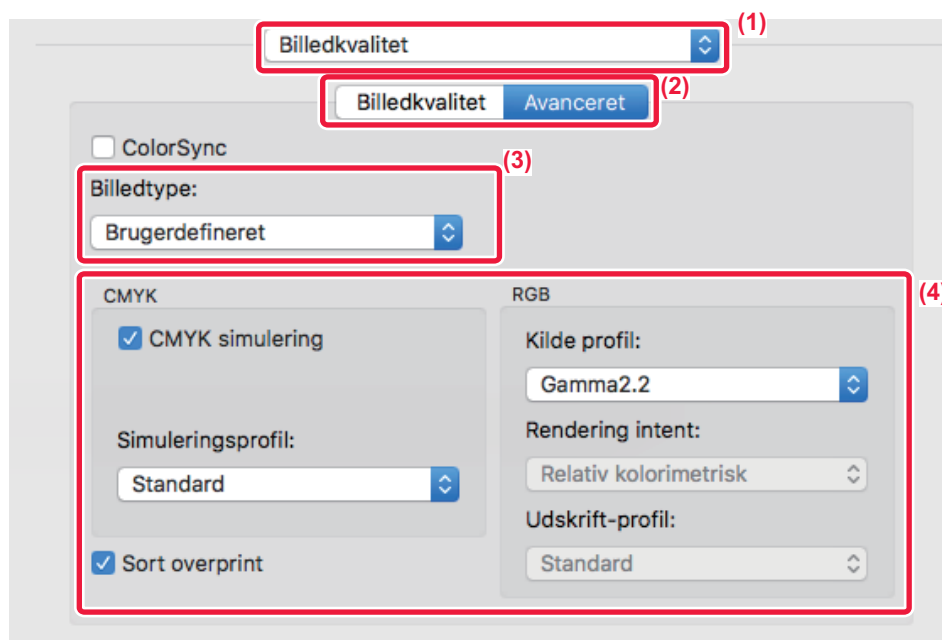 (1)
Billedkvalitet
(2)
Billedkvalitet Avanceret
ColorSync
(3)
Billedtype:
Brugerdefineret
(4)
CMYK
CMYK simulering
Simuleringsprofil:
Standard
Sort overprint
RGB
Kilde profil:
Gamma2.2
Rendering intent:
Relativ kolorimetrisk
Udskrift-profil:
Standard